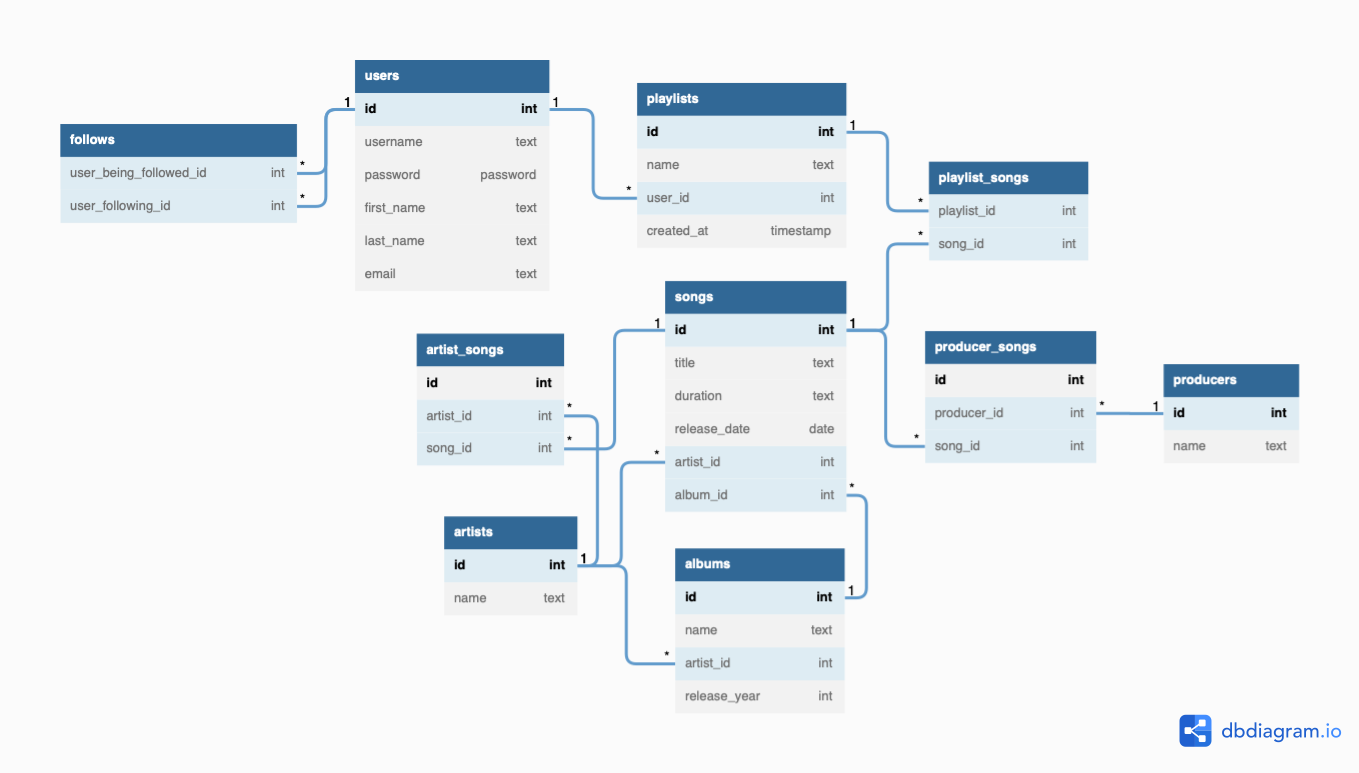 users
1 id int 1
username text
password password
first_name text
last_name text
email text
follows
user_being_followed_id int *
user_following_id int *
playlists
id int 1
name text
* user_id int
created_at timestamp
playlist_songs
* playlist_id int
* song_id int
songs
1 id int 1
title text
duration text
release_date date
* artist_id int
album_id int *
artist_songs
id int
artist_id int *
song_id int *
producer_songs
id int
producer_id int *
* song_id int
producers
1 id int
name text
artists
id int 1
name text
albums
id int 1
name text
* artist_id int
release_year int
dbdiagram.io